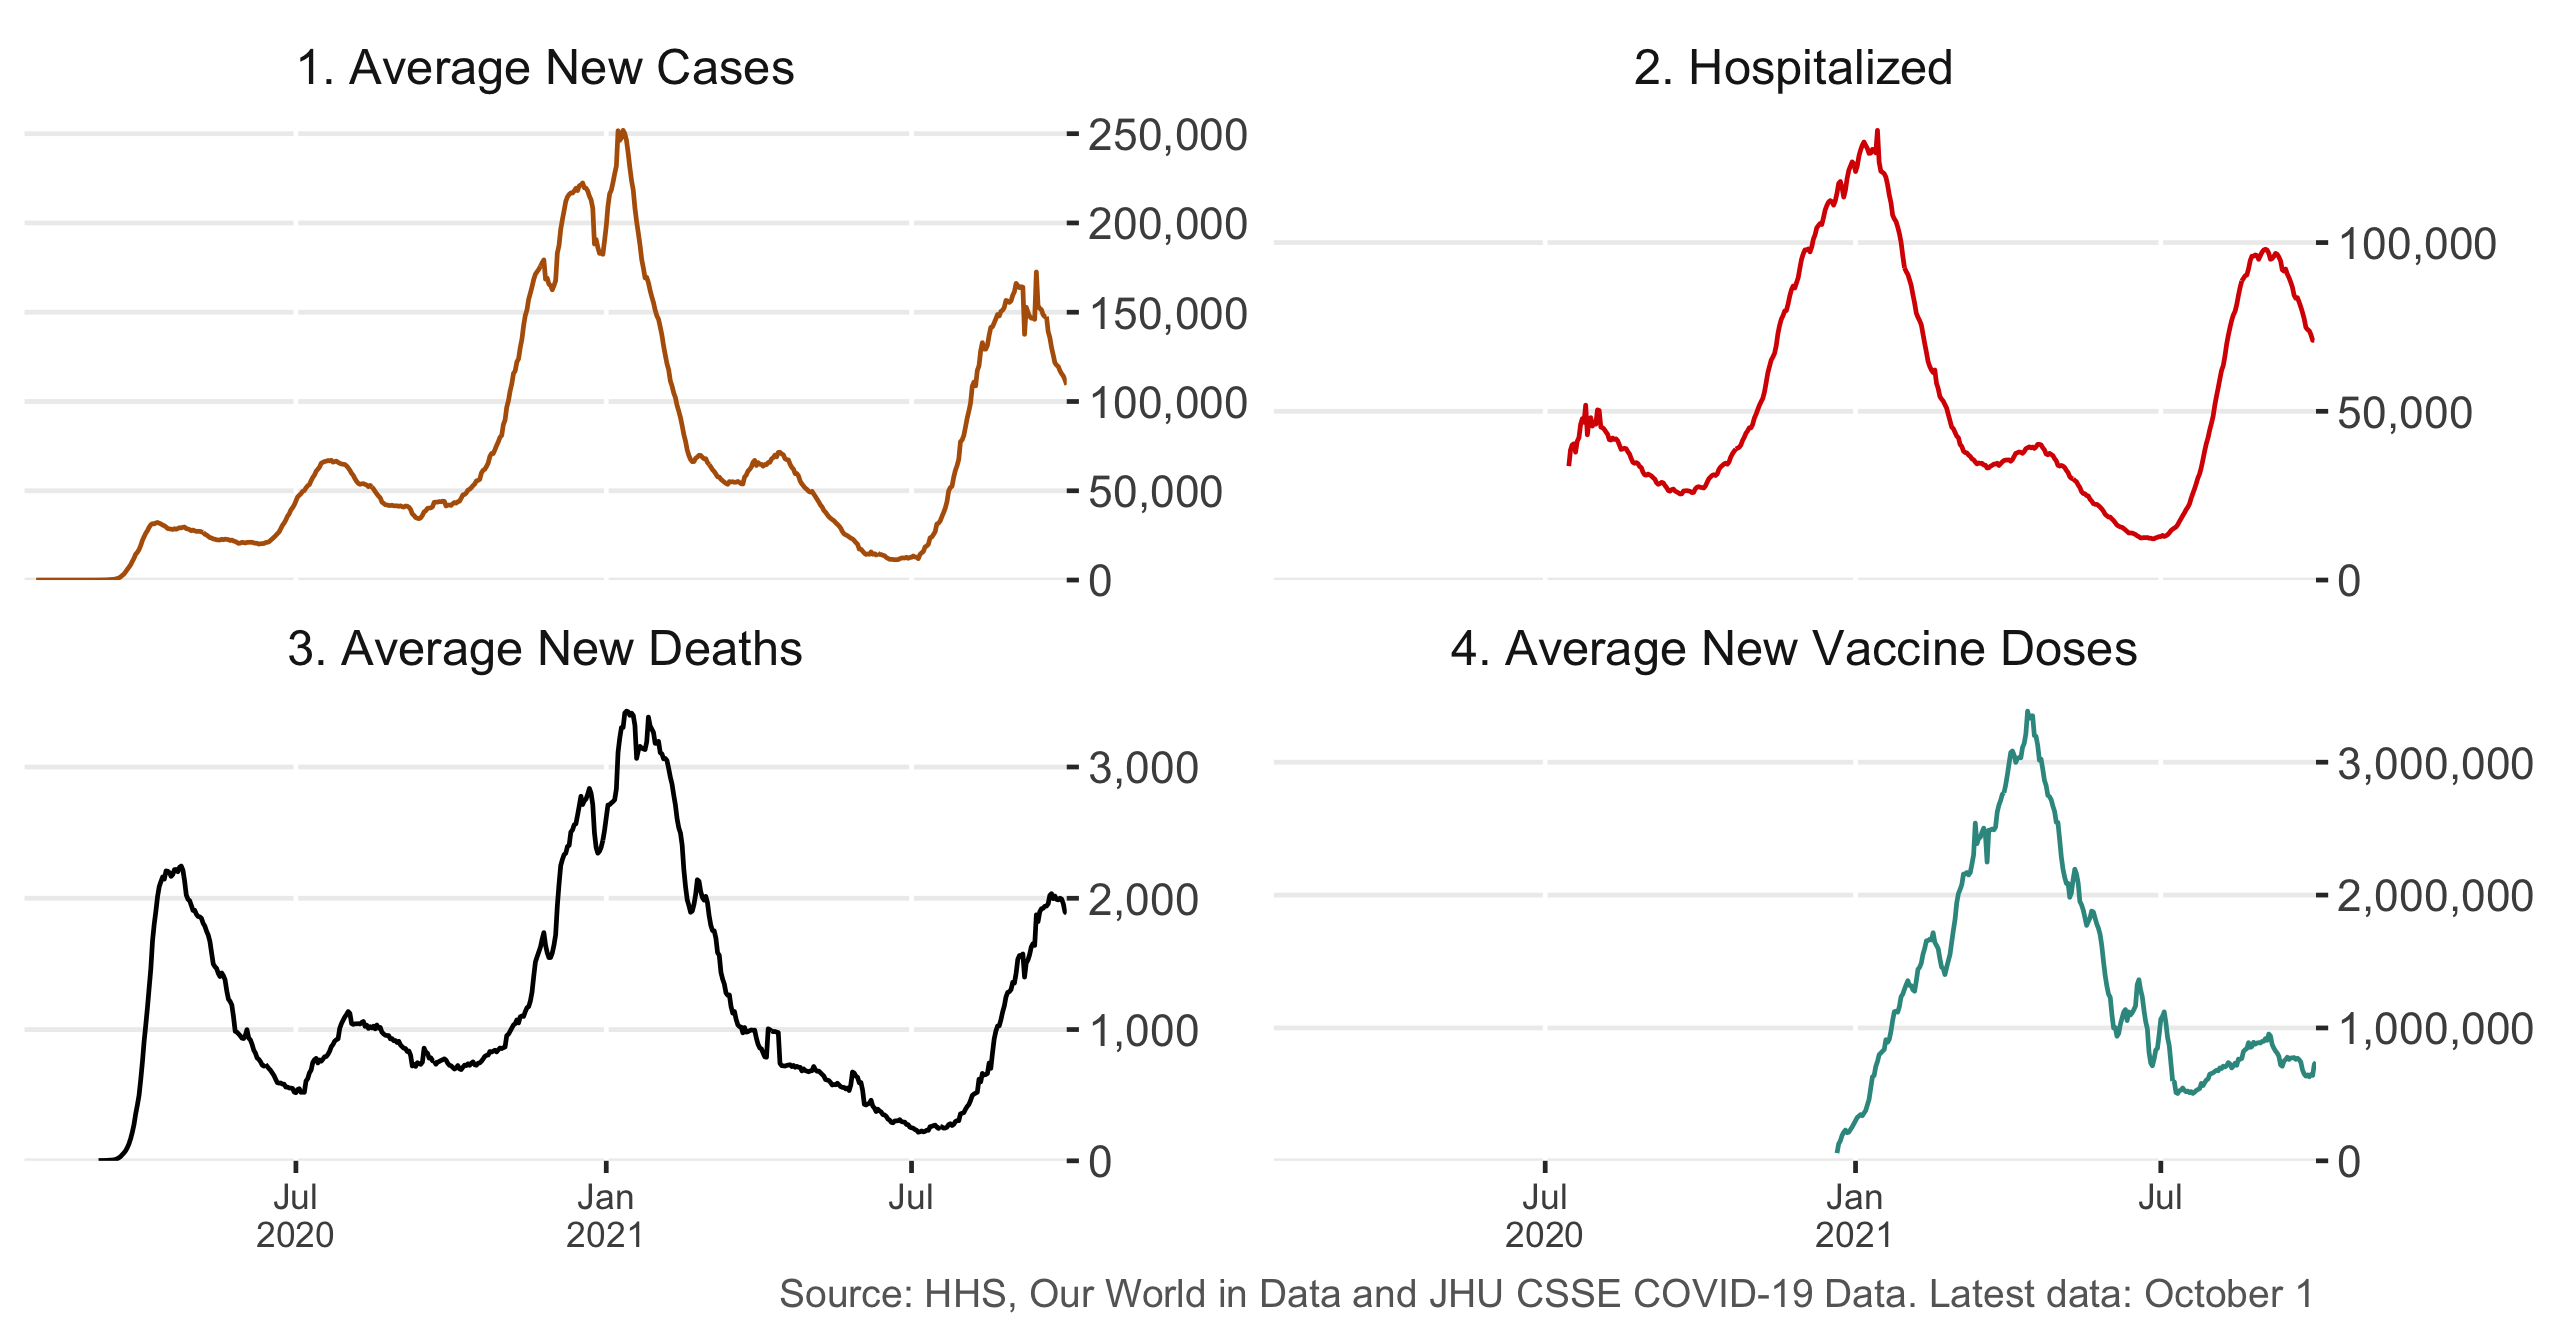 1. Average New Cases
250,000
200,000
150,000
100,000
50,000
0
2. Hospitalized
100,000
50,000
0
3. Average New Deaths
3,000
2,000
1,000
0
Jul
2020
Jan
2021
Jul
4. Average New Vaccine Doses
3,000,000
2,000,000
1,000,000
0
Jul
2020
Jan
2021
Jul
Source: HHS, Our World in Data and JHU CSSE COVID-19 Data. Latest data: October 1